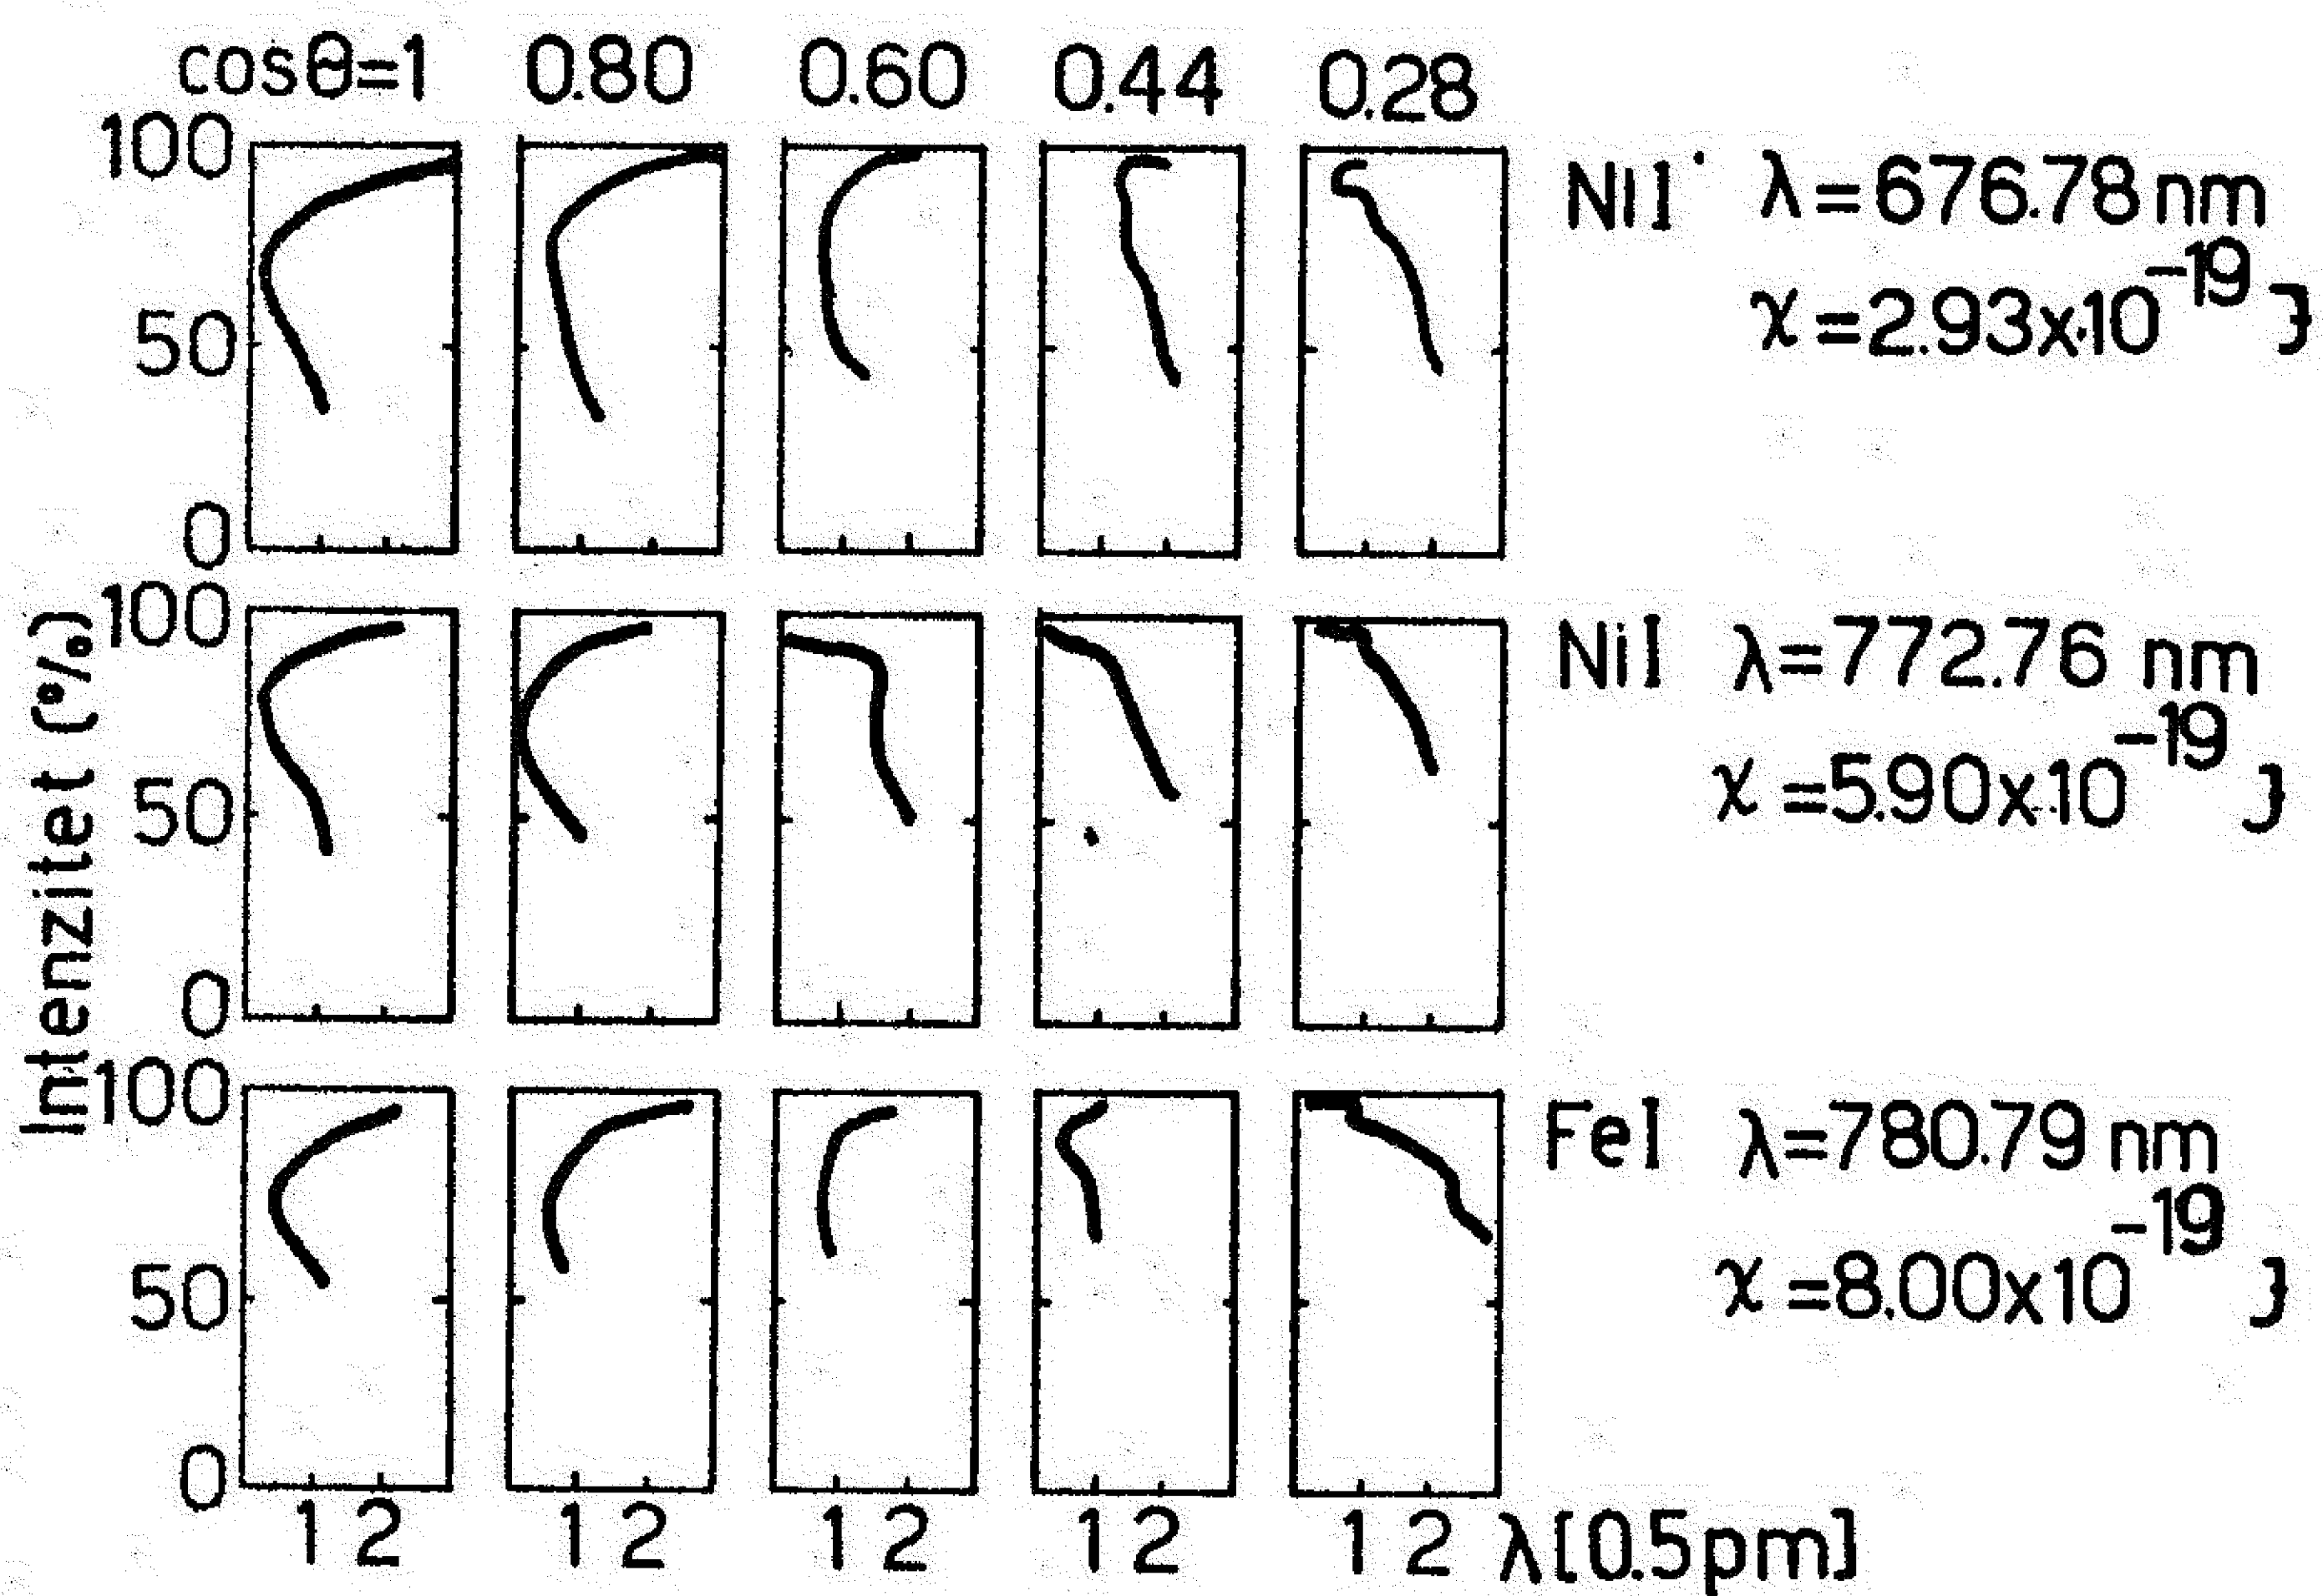 cosθ=1 0.80 0.60 0.44 0.28
100
50
0
NiI λ=676.78nm
χ=2.93x10⁻¹⁹ J
100
50
0
NiI λ=772.76 nm
χ=5.90x10⁻¹⁹ J
100
50
0
FeI λ=780.79 nm
χ=8.00x10⁻¹⁹ J
Intenzitet (%)
1 2 1 2 1 2 1 2 1 2 λ[0.5pm]